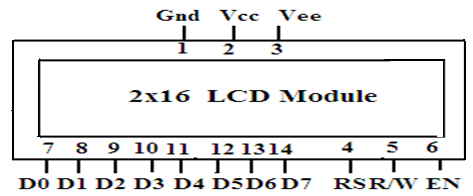 Gnd Vcc Vee
1 2 3
2x16 LCD Module
7 8 9 10 11 12 13 14 4 5 6
D0 D1 D2 D3 D4 D5 D6 D7 RS R/W EN